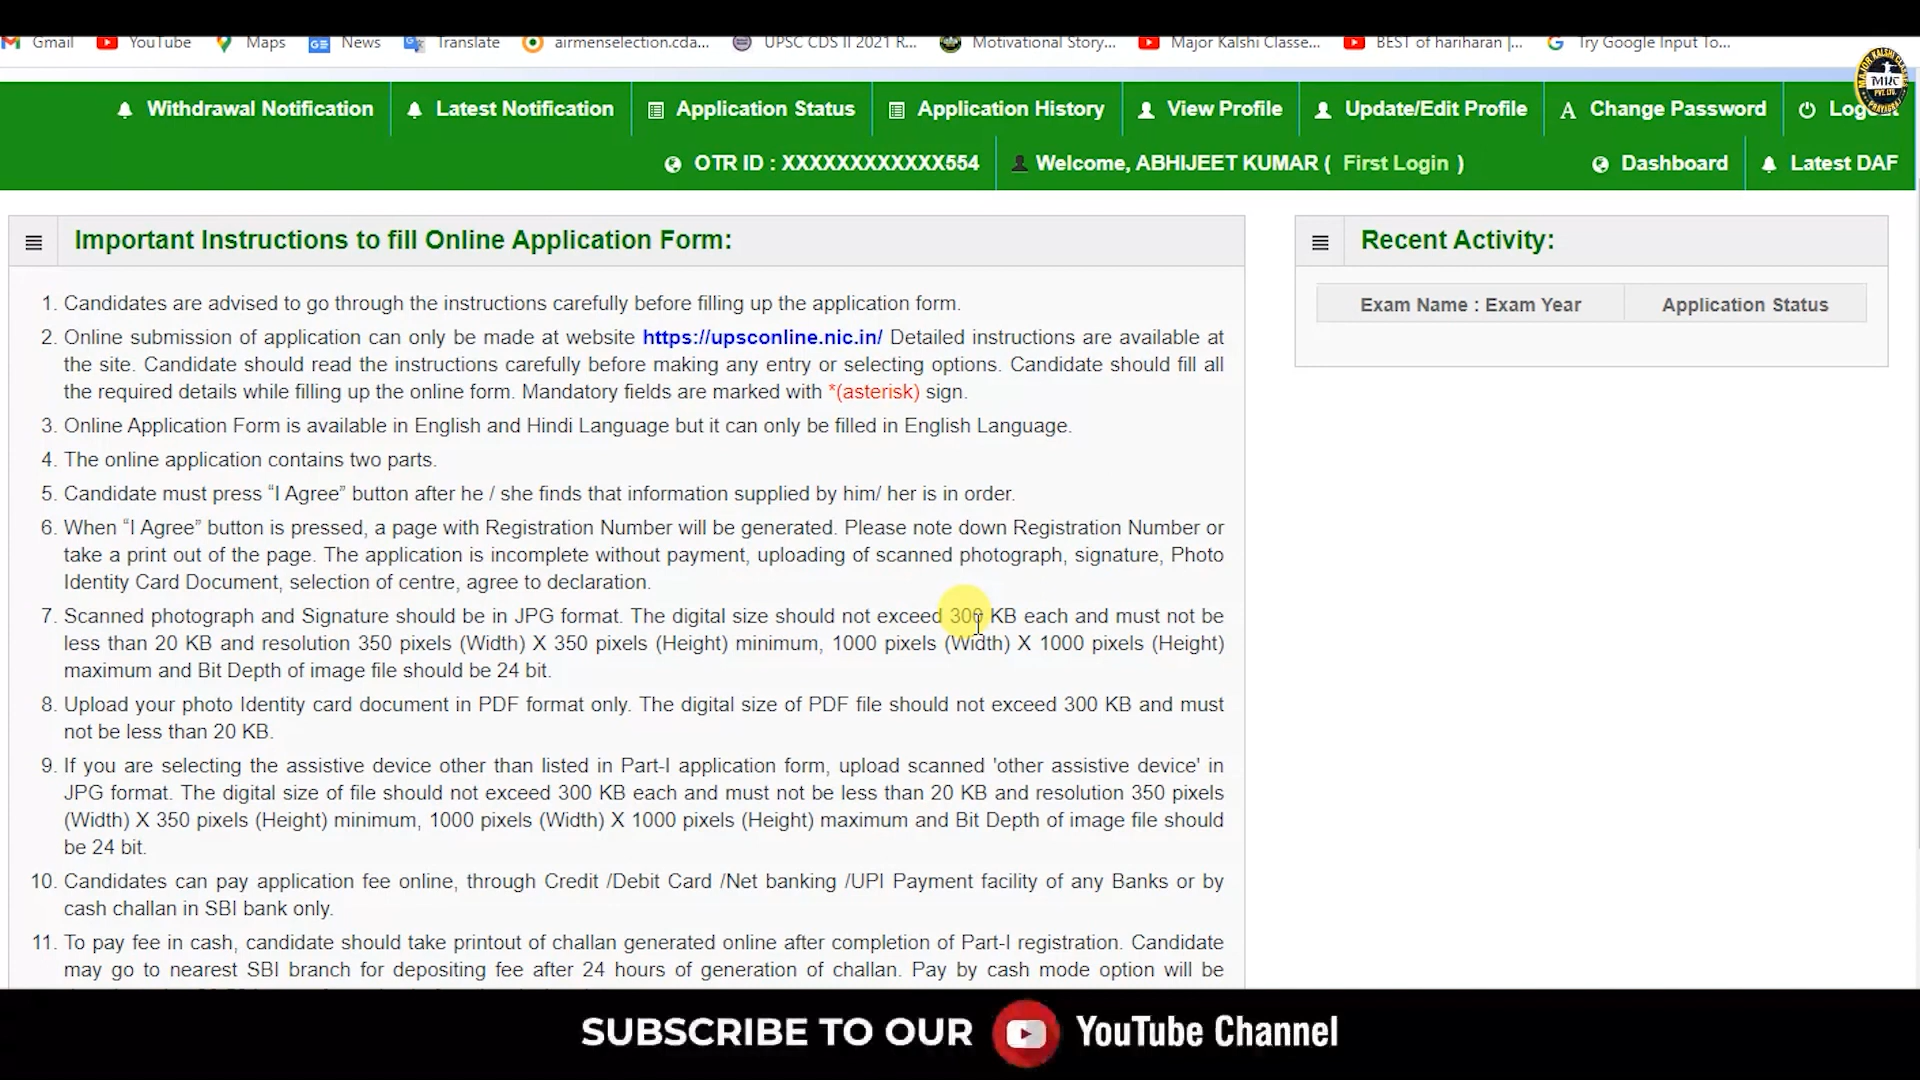 Gmail YouTube Maps News Translate airmenselection.cda... UPSC CDS II 2021 R... Motivational Story... Major Kalshi Classe... BEST of hariharan |... Try Google Input To...
Withdrawal Notification Latest Notification Application Status Application History View Profile Update/Edit Profile A Change Password
OTR ID : XXXXXXXXXXXX554 Welcome, ABHIJEET KUMAR ( First Login ) Dashboard Latest DAF
Important Instructions to fill Online Application Form:
1. Candidates are advised to go through the instructions carefully before filling up the application form.
2. Online submission of application can only be made at website https://upsconline.nic.in/ Detailed instructions are available at
the site. Candidate should read the instructions carefully before making any entry or selecting options. Candidate should fill all
the required details while filling up the online form. Mandatory fields are marked with *(asterisk) sign.
3. Online Application Form is available in English and Hindi Language but it can only be filled in English Language.
4. The online application contains two parts.
5. Candidate must press “I Agree” button after he / she finds that information supplied by him/ her is in order.
6. When “I Agree” button is pressed, a page with Registration Number will be generated. Please note down Registration Number or
take a print out of the page. The application is incomplete without payment, uploading of scanned photograph, signature, Photo
Identity Card Document, selection of centre, agree to declaration.
7. Scanned photograph and Signature should be in JPG format. The digital size should not exceed 300 KB each and must not be
less than 20 KB and resolution 350 pixels (Width) X 350 pixels (Height) minimum, 1000 pixels (Width) X 1000 pixels (Height)
maximum and Bit Depth of image file should be 24 bit.
8. Upload your photo Identity card document in PDF format only. The digital size of PDF file should not exceed 300 KB and must
not be less than 20 KB.
9. If you are selecting the assistive device other than listed in Part-I application form, upload scanned 'other assistive device' in
JPG format. The digital size of file should not exceed 300 KB each and must not be less than 20 KB and resolution 350 pixels
(Width) X 350 pixels (Height) minimum, 1000 pixels (Width) X 1000 pixels (Height) maximum and Bit Depth of image file should
be 24 bit.
10. Candidates can pay application fee online, through Credit /Debit Card /Net banking /UPI Payment facility of any Banks or by
cash challan in SBI bank only.
11. To pay fee in cash, candidate should take printout of challan generated online after completion of Part-I registration. Candidate
may go to nearest SBI branch for depositing fee after 24 hours of generation of challan. Pay by cash mode option will be
Recent Activity:
Exam Name : Exam Year Application Status
MAJOR KALSHI CLASSES
MKC
PVT. LTD.
PRAYAGRAJ
SUBSCRIBE TO OUR YouTube Channel